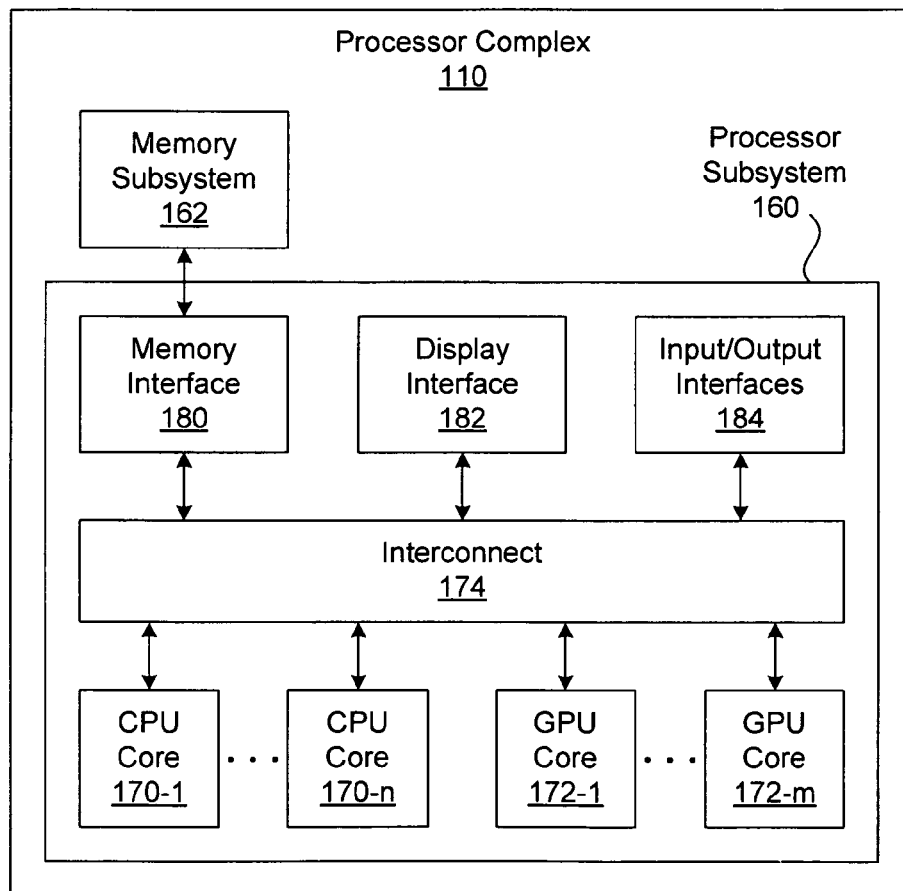 Processor Complex
110
Memory
Subsystem
162
Processor
Subsystem
160
Memory
Interface
180
Display
Interface
182
Input/Output
Interfaces
184
Interconnect
174
CPU
Core
170-1
. . .
CPU
Core
170-n
GPU
Core
172-1
. . .
GPU
Core
172-m